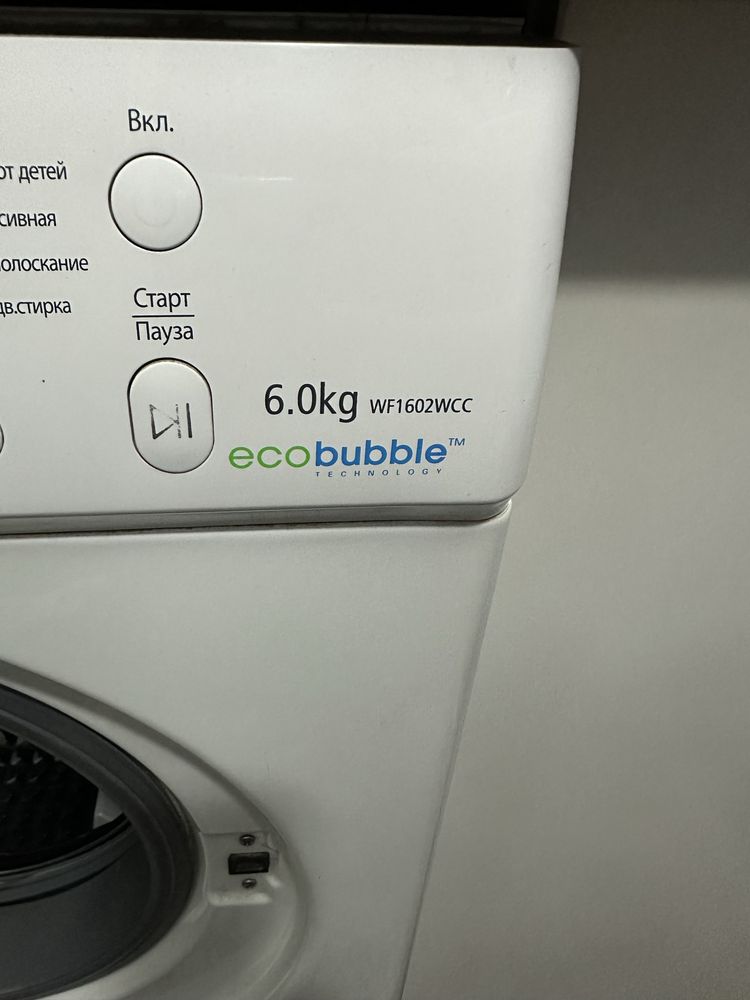 Вкл.
от детей
сивная
олоскание
дв.стирка
Старт
Пауза
6.0kg WF1602WCC
ecobubble™
TECHNOLOGY